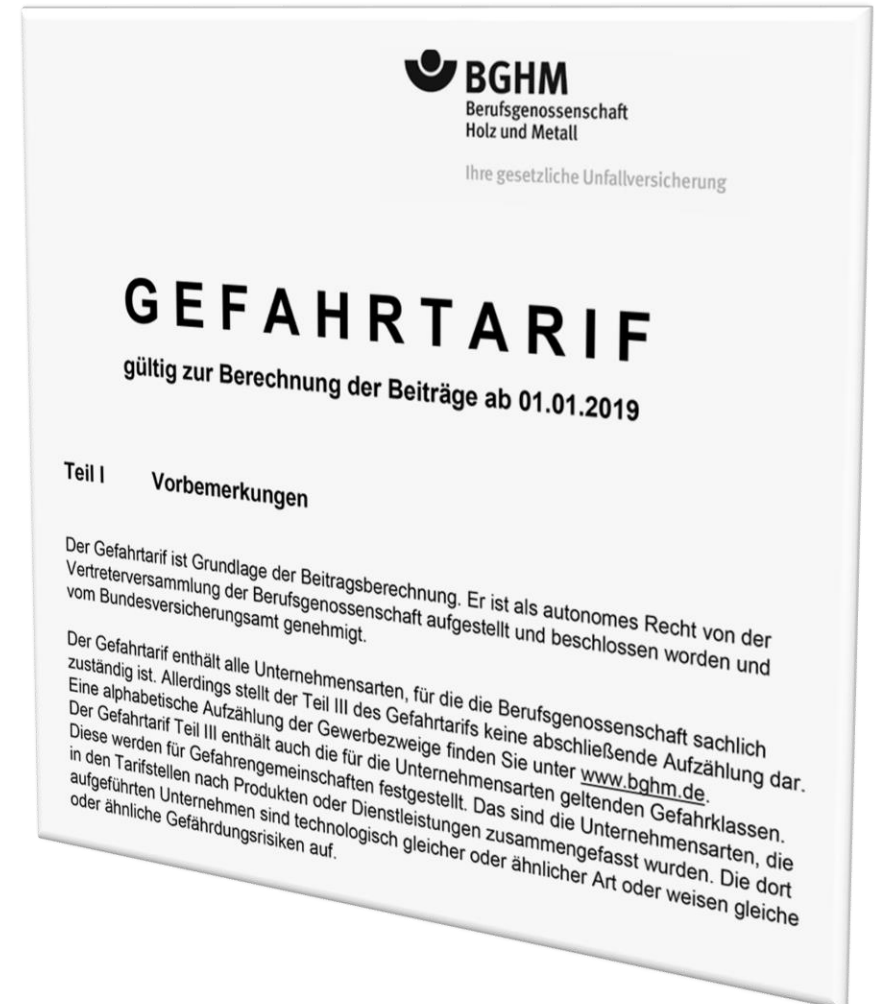 BGHM
Berufsgenossenschaft
Holz und Metall
Ihre gesetzliche Unfallversicherung
GEFAHRTARIF
gültig zur Berechnung der Beiträge ab 01.01.2019
Teil I Vorbemerkungen
Der Gefahrtarif ist Grundlage der Beitragsberechnung. Er ist als autonomes Recht von der
Vertreterversammlung der Berufsgenossenschaft aufgestellt und beschlossen worden und
vom Bundesversicherungsamt genehmigt.
Der Gefahrtarif enthält alle Unternehmensarten, für die die Berufsgenossenschaft sachlich
zuständig ist. Allerdings stellt der Teil III des Gefahrtarifs keine abschließende Aufzählung dar.
Eine alphabetische Aufzählung der Gewerbezweige finden Sie unter www.bghm.de.
Der Gefahrtarif Teil III enthält auch die für die Unternehmensarten geltenden Gefahrklassen.
Diese werden für Gefahrengemeinschaften festgestellt. Das sind die Unternehmensarten, die
in den Tarifstellen nach Produkten oder Dienstleistungen zusammengefasst wurden. Die dort
aufgeführten Unternehmen sind technologisch gleicher oder ähnlicher Art oder weisen gleiche
oder ähnliche Gefährdungsrisiken auf.